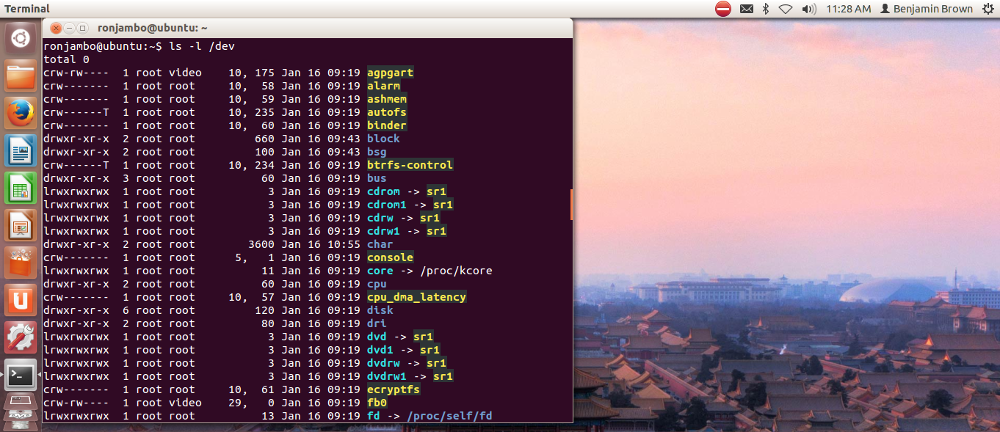 Terminal 11:28 AM Benjamin Brown
ronjambo@ubuntu: ~
ronjambo@ubuntu:~$ ls -l /dev
total 0
crw-rw---- 1 root video 10, 175 Jan 16 09:19 agpgart
crw------- 1 root root 10, 58 Jan 16 09:19 alarm
crw------- 1 root root 10, 59 Jan 16 09:19 ashmem
crw------T 1 root root 10, 235 Jan 16 09:19 autofs
crw------- 1 root root 10, 60 Jan 16 09:19 binder
drwxr-xr-x 2 root root 660 Jan 16 09:43 block
drwxr-xr-x 2 root root 100 Jan 16 09:43 bsg
crw------T 1 root root 10, 234 Jan 16 09:19 btrfs-control
drwxr-xr-x 3 root root 60 Jan 16 09:19 bus
lrwxrwxrwx 1 root root 3 Jan 16 09:19 cdrom -> sr1
lrwxrwxrwx 1 root root 3 Jan 16 09:19 cdrom1 -> sr1
lrwxrwxrwx 1 root root 3 Jan 16 09:19 cdrw -> sr1
lrwxrwxrwx 1 root root 3 Jan 16 09:19 cdrw1 -> sr1
drwxr-xr-x 2 root root 3600 Jan 16 10:55 char
crw------- 1 root root 5, 1 Jan 16 09:19 console
lrwxrwxrwx 1 root root 11 Jan 16 09:19 core -> /proc/kcore
drwxr-xr-x 2 root root 60 Jan 16 09:19 cpu
crw------- 1 root root 10, 57 Jan 16 09:19 cpu_dma_latency
drwxr-xr-x 6 root root 120 Jan 16 09:19 disk
drwxr-xr-x 2 root root 80 Jan 16 09:19 dri
lrwxrwxrwx 1 root root 3 Jan 16 09:19 dvd -> sr1
lrwxrwxrwx 1 root root 3 Jan 16 09:19 dvd1 -> sr1
lrwxrwxrwx 1 root root 3 Jan 16 09:19 dvdrw -> sr1
lrwxrwxrwx 1 root root 3 Jan 16 09:19 dvdrw1 -> sr1
crw------- 1 root root 10, 61 Jan 16 09:19 ecryptfs
crw-rw---- 1 root video 29, 0 Jan 16 09:19 fb0
lrwxrwxrwx 1 root root 13 Jan 16 09:19 fd -> /proc/self/fd
DVD